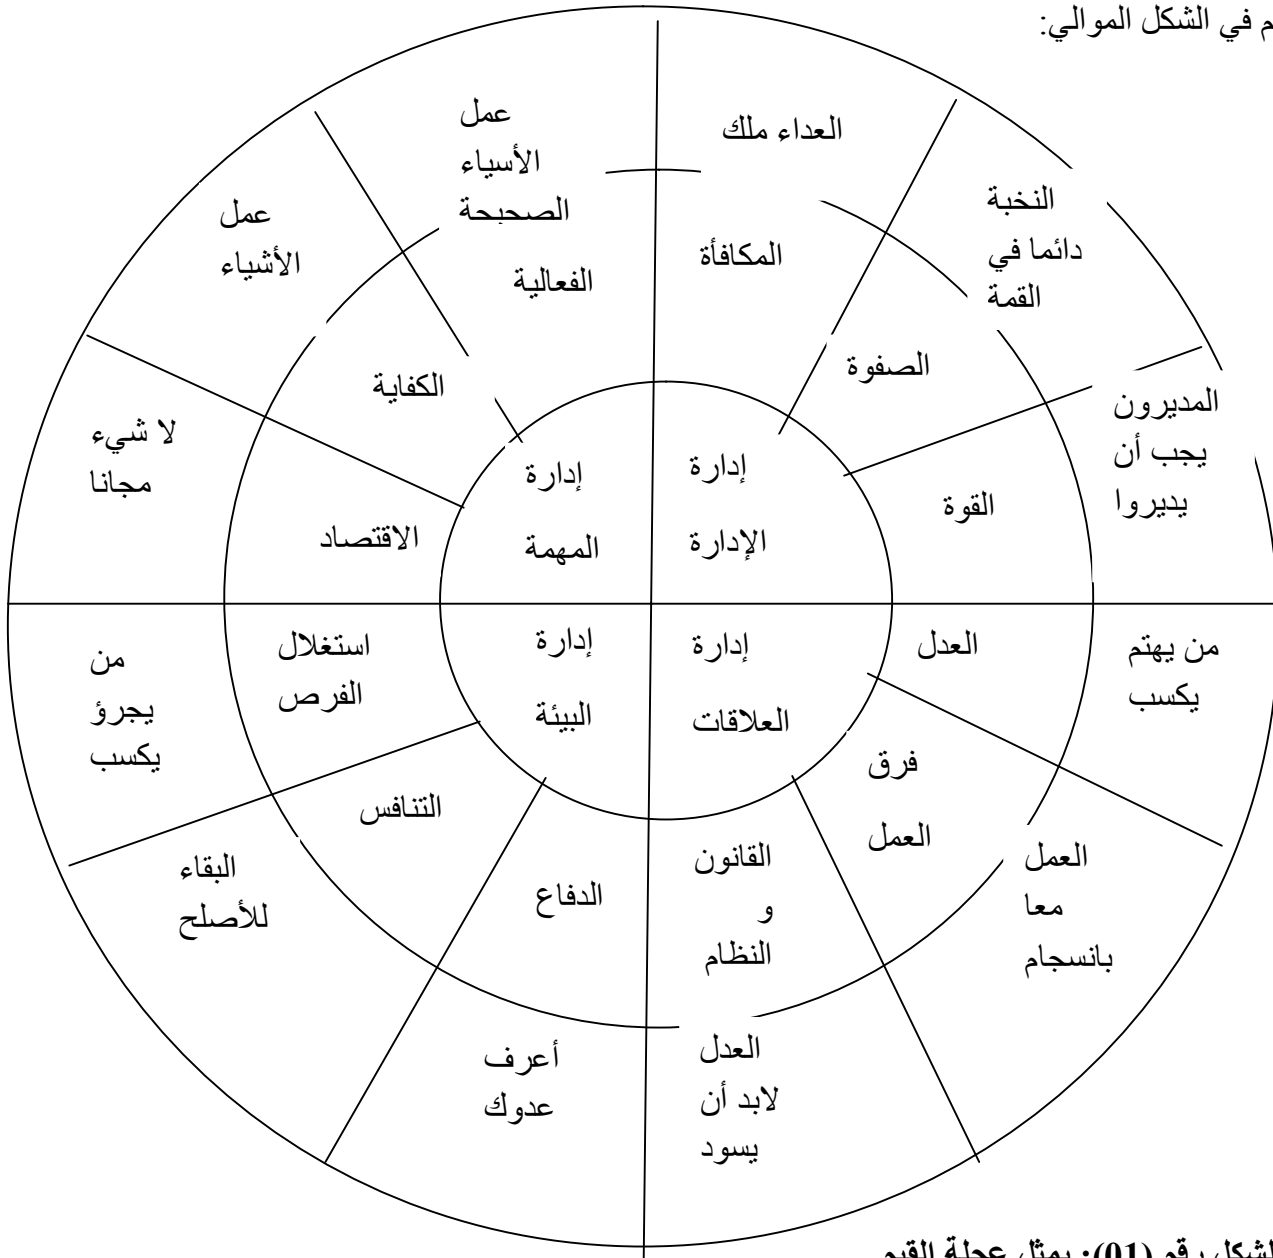 م في الشكل الموالي:
العداء ملك
عمل
الأسياء
الصحيحة
النخبة
دائما في
القمة
عمل
الأشياء
المكافأة
الفعالية
الصفوة
الكفاية
المديرون
يجب أن
يديروا
لا شيء
مجانا
إدارة
الإدارة
إدارة
المهمة
القوة
الاقتصاد
من يهتم
يكسب
العدل
إدارة
العلاقات
إدارة
البيئة
استغلال
الفرص
من
يجرؤ
يكسب
فرق
العمل
التنافس
العمل
معا
بانسجام
القانون
و
النظام
الدفاع
البقاء
للأصلح
العدل
لابد أن
يسود
أعرف
عدوك
لشكل رقم (01): يمثل عجلة القيم